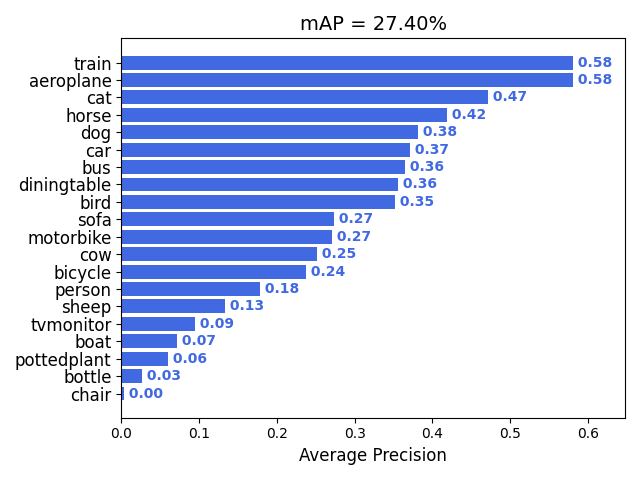 mAP = 27.40%
train 0.58
aeroplane 0.58
cat 0.47
horse 0.42
dog 0.38
car 0.37
bus 0.36
diningtable 0.36
bird 0.35
sofa 0.27
motorbike 0.27
cow 0.25
bicycle 0.24
person 0.18
sheep 0.13
tvmonitor 0.09
boat 0.07
pottedplant 0.06
bottle 0.03
chair 0.00
0.0 0.1 0.2 0.3 0.4 0.5 0.6
Average Precision